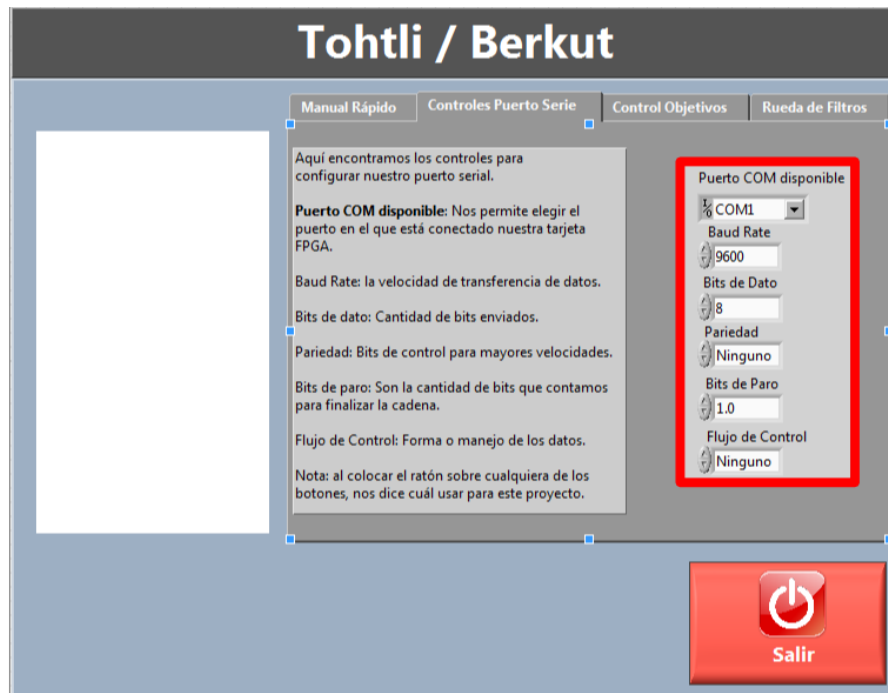 Tohtli / Berkut
Manual Rápido
Controles Puerto Serie
Control Objetivos
Rueda de Filtros
Aquí encontramos los controles para
configurar nuestro puerto serial.
Puerto COM disponible: Nos permite elegir el
puerto en el que está conectado nuestra tarjeta
FPGA.
Baud Rate: la velocidad de transferencia de datos.
Bits de dato: Cantidad de bits enviados.
Pariedad: Bits de control para mayores velocidades.
Bits de paro: Son la cantidad de bits que contamos
para finalizar la cadena.
Flujo de Control: Forma o manejo de los datos.
Nota: al colocar el ratón sobre cualquiera de los
botones, nos dice cuál usar para este proyecto.
Puerto COM disponible
I/O COM1
Baud Rate
9600
Bits de Dato
8
Pariedad
Ninguno
Bits de Paro
1.0
Flujo de Control
Ninguno
Salir